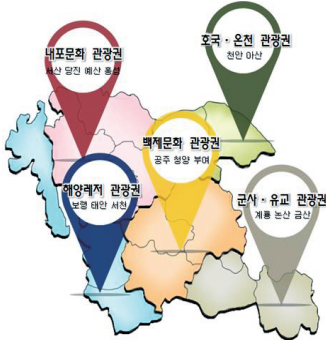 내포문화 관광권
서산 당진 예산 홍성
호국·온천 관광권
천안 아산
백제문화 관광권
공주 청양 부여
해양레저 관광권
보령 태안 서천
군사·유교 관광권
계룡 논산 금산